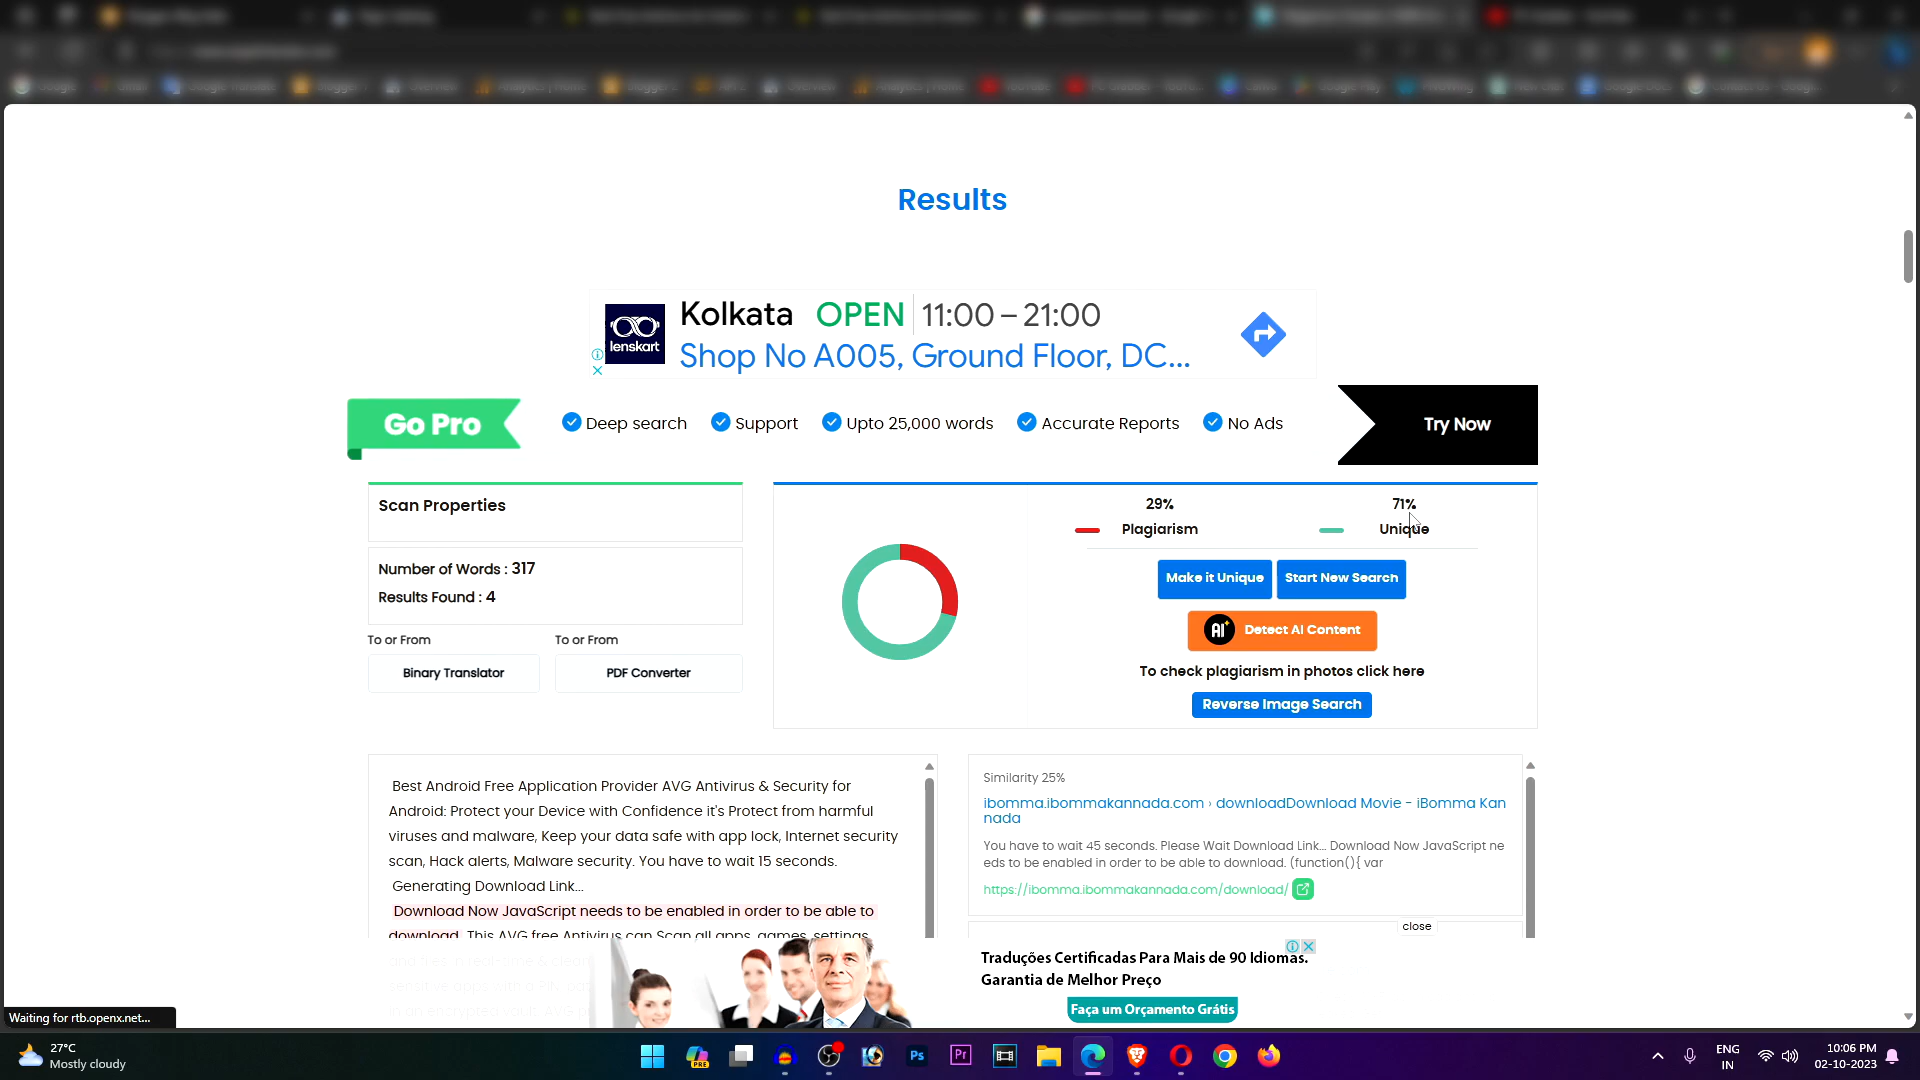 Results
Kolkata OPEN 11:00 – 21:00
lenskart
Shop No A005, Ground Floor, DC...
Go Pro
Deep search
Support
Upto 25,000 words
Accurate Reports
No Ads
Try Now
Scan Properties
Number of Words : 317
Results Found : 4
To or From
To or From
Binary Translator
PDF Converter
29%
71%
Plagiarism
Unique
Make it Unique
Start New Search
AI Detect AI Content
To check plagiarism in photos click here
Reverse Image Search
Best Android Free Application Provider AVG Antivirus & Security for
Android: Protect your Device with Confidence it's Protect from harmful
viruses and malware, Keep your data safe with app lock, Internet security
scan, Hack alerts, Malware security. You have to wait 15 seconds.
Generating Download Link...
Download Now JavaScript needs to be enabled in order to be able to
download. This AVG free Antivirus can Scan all apps, games, settings,
Similarity 25%
ibomma.ibommakannada.com › downloadDownload Movie - iBomma Kan
nada
You have to wait 45 seconds. Please Wait Download Link... Download Now JavaScript ne
eds to be enabled in order to be able to download. (function(){ var
https://ibomma.ibommakannada.com/download/
close
Traduções Certificadas Para Mais de 90 Idiomas.
Garantia de Melhor Preço
Faça um Orçamento Grátis
Waiting for rtb.openx.net...
27°C
Mostly cloudy
PRE
Ps
Pr
ENG
IN
10:06 PM
02-10-2023